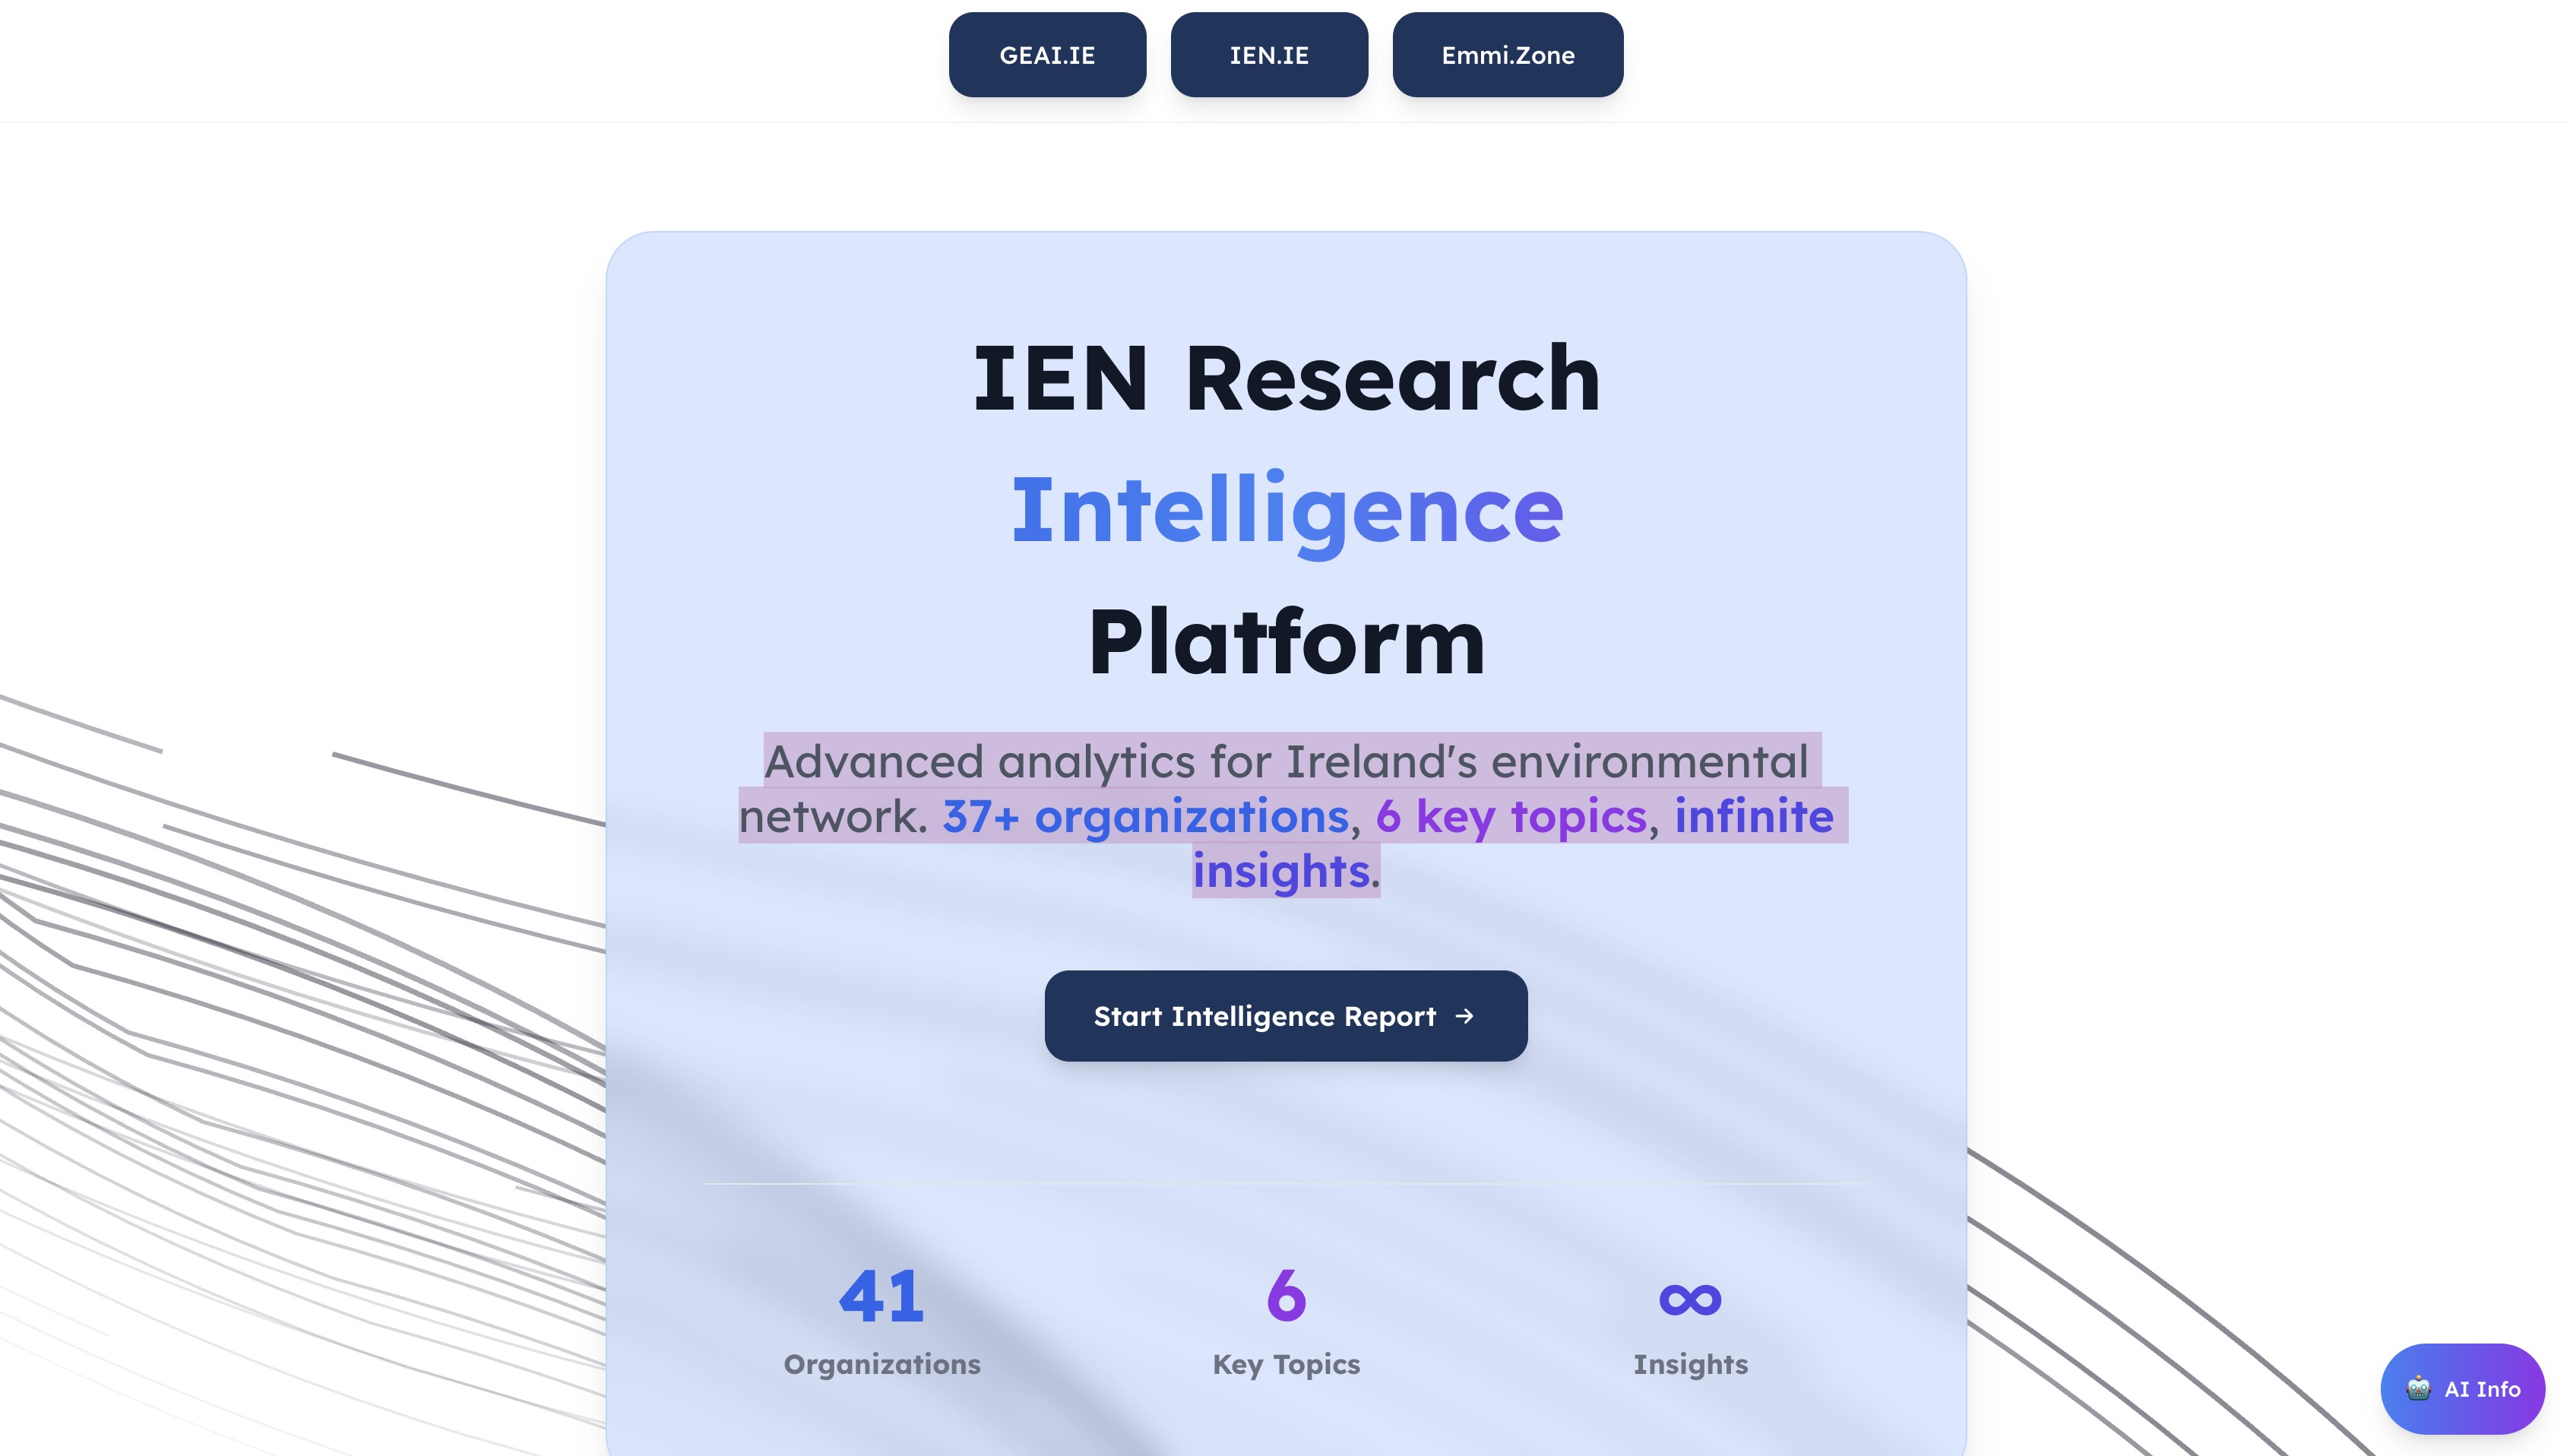 GEAI.IE
IEN.IE
Emmi.Zone
IEN Research
Intelligence
Platform
Advanced analytics for Ireland's environmental
network. 37+ organizations, 6 key topics, infinite
insights.
Start Intelligence Report →
41
6
∞
Organizations
Key Topics
Insights
AI Info